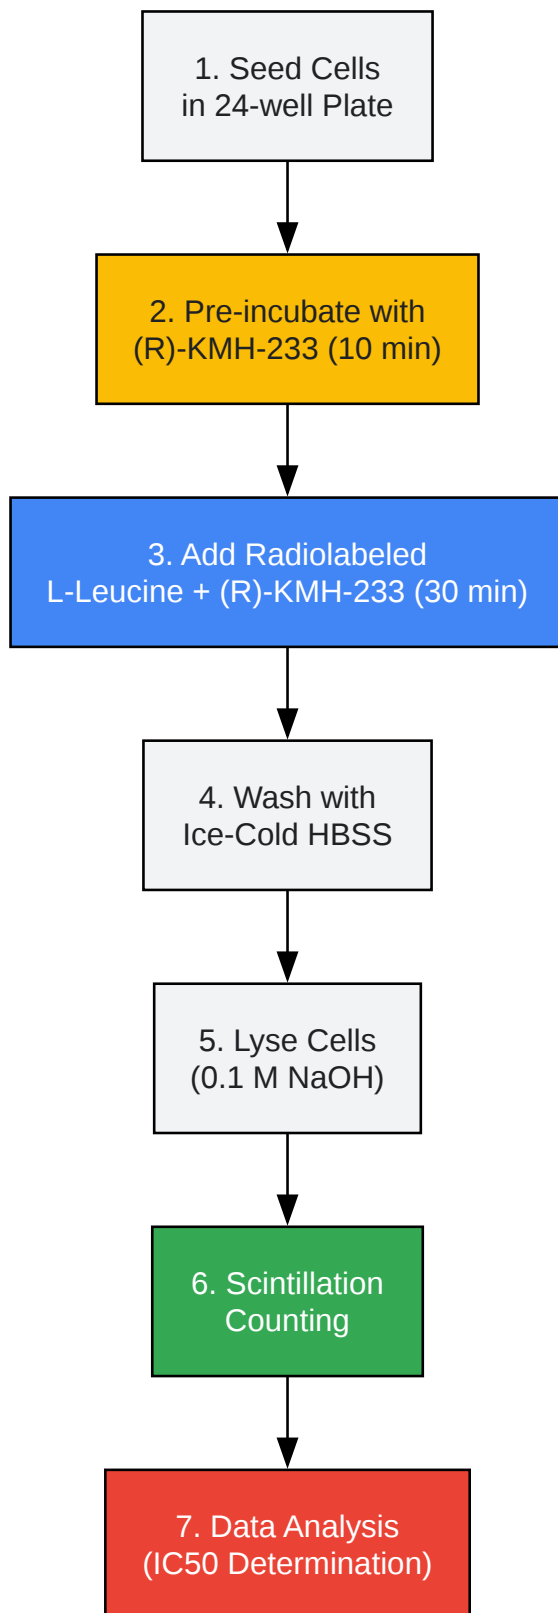 1. Seed Cells
in 24-well Plate
2. Pre-incubate with
(R)-KMH-233 (10 min)
3. Add Radiolabeled
L-Leucine + (R)-KMH-233 (30 min)
4. Wash with
Ice-Cold HBSS
5. Lyse Cells
(0.1 M NaOH)
6. Scintillation
Counting
7. Data Analysis
(IC50 Determination)